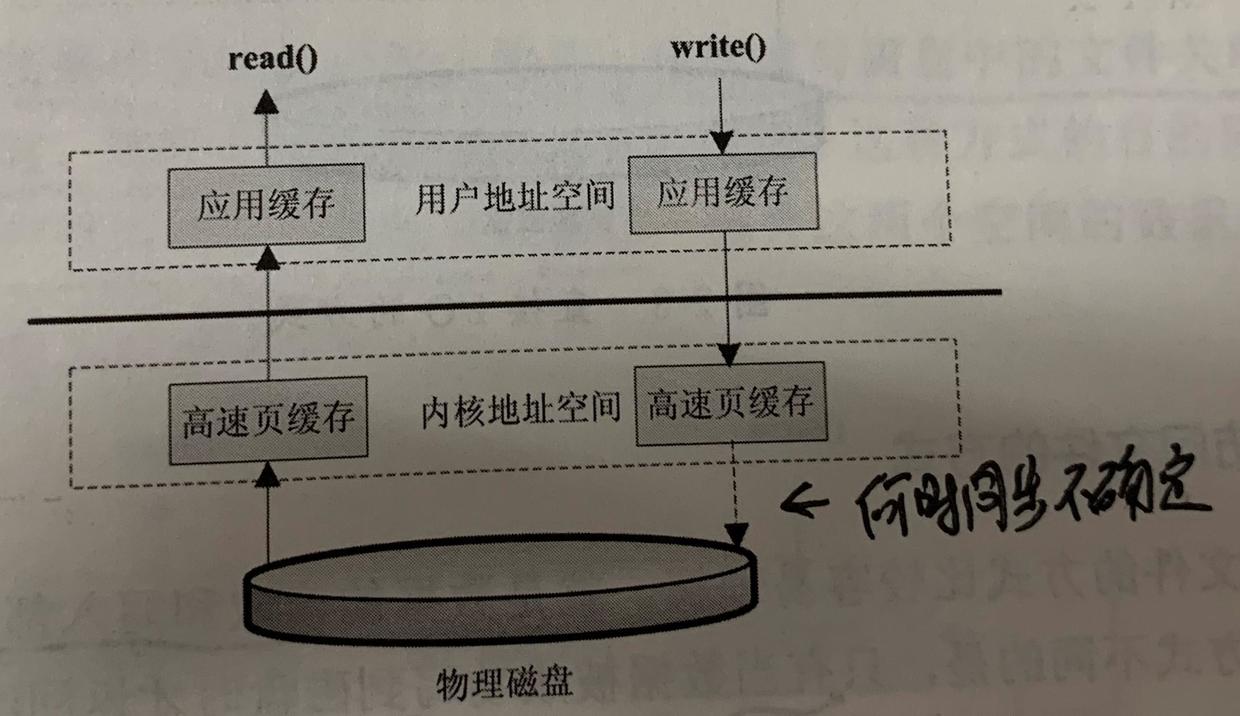 read()
write()
应用缓存
用户地址空间
应用缓存
高速页缓存
内核地址空间
高速页缓存
← 何时同步不确定
物理磁盘